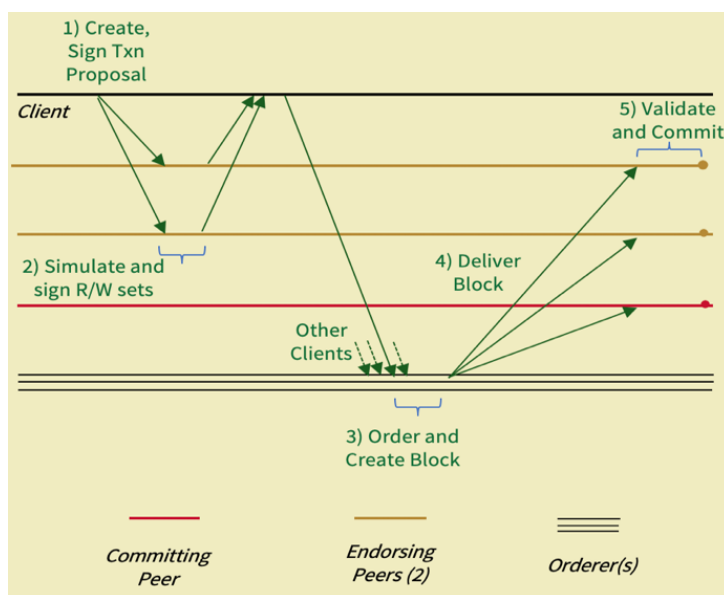 1) Create,
Sign Txn
Proposal
Client
5) Validate
and Commit
2) Simulate and
sign R/W sets
4) Deliver
Block
Other
Clients
3) Order and
Create Block
Committing
Peer
Endorsing
Peers (2)
Orderer(s)